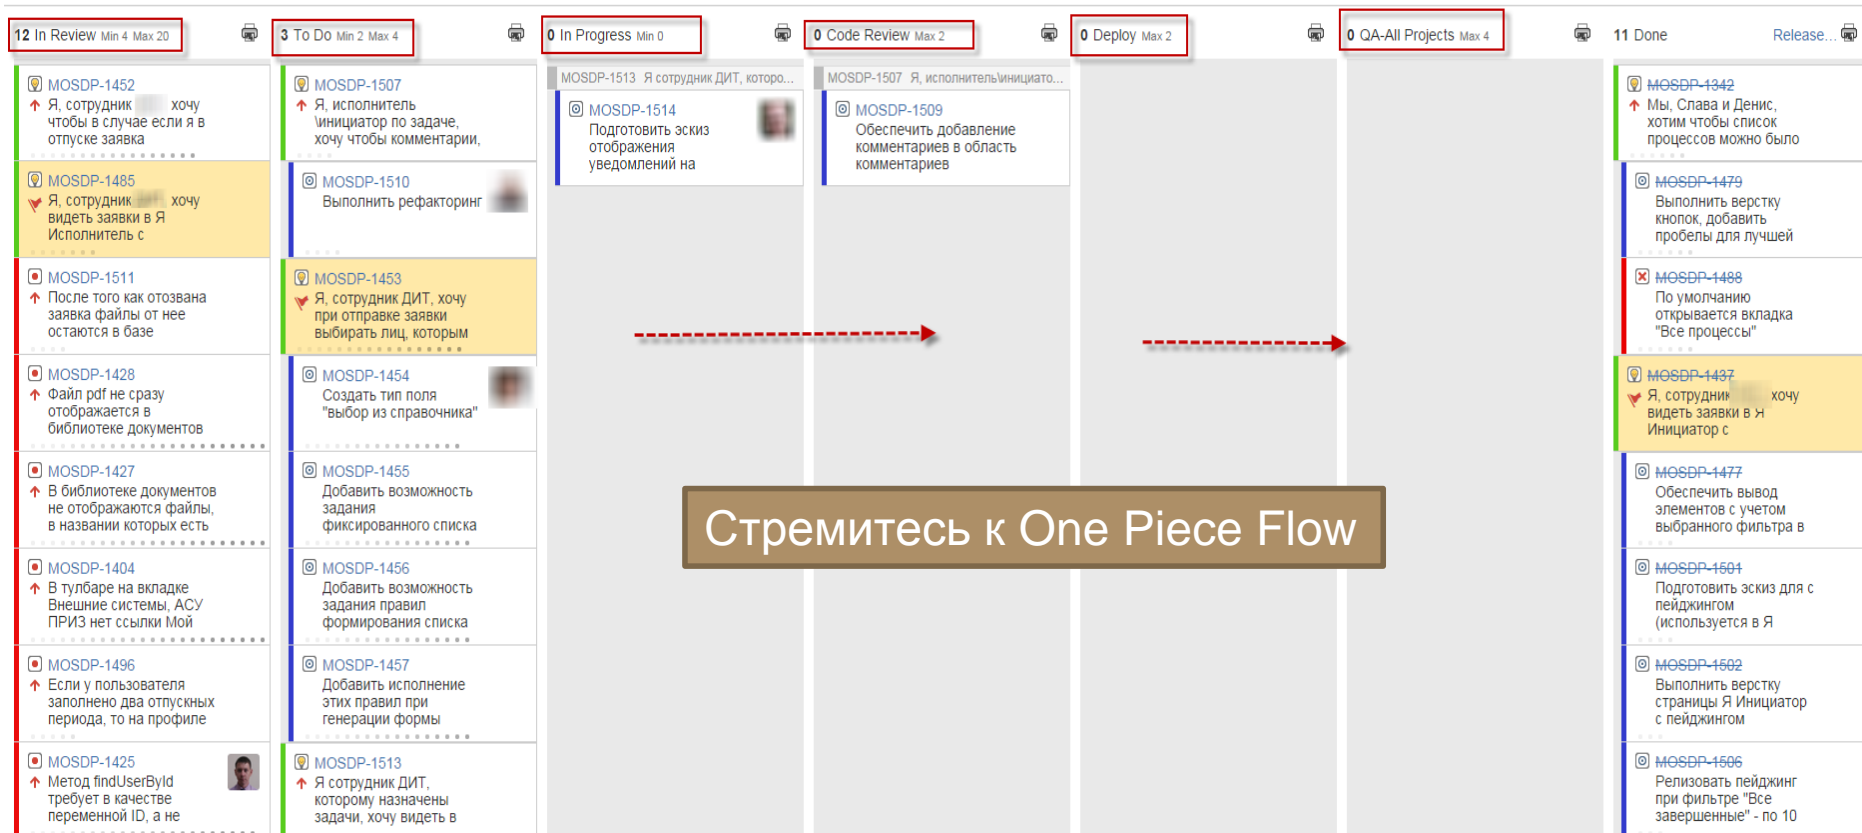 12 In Review Min 4 Max 20
MOSDP-1452
Я, сотрудник хочу
чтобы в случае если я в
отпуске заявка
MOSDP-1485
Я, сотрудник хочу
видеть заявки в Я
Исполнитель с
MOSDP-1511
После того как отозвана
заявка файлы от нее
остаются в базе
MOSDP-1428
Файл pdf не сразу
отображается в
библиотеке документов
MOSDP-1427
В библиотеке документов
не отображаются файлы,
в названии которых есть
MOSDP-1404
В тулбаре на вкладке
Внешние системы, АСУ
ПРИЗ нет ссылки Мой
MOSDP-1496
Если у пользователя
заполнено два отпускных
периода, то на профиле
MOSDP-1425
Метод findUserById
требует в качестве
переменной ID, а не
3 To Do Min 2 Max 4
MOSDP-1507
Я, исполнитель
\инициатор по задаче,
хочу чтобы комментарии,
MOSDP-1510
Выполнить рефакторинг
MOSDP-1453
Я, сотрудник ДИТ, хочу
при отправке заявки
выбирать лиц, которым
MOSDP-1454
Создать тип поля
"выбор из справочника"
MOSDP-1455
Добавить возможность
задания
фиксированного списка
MOSDP-1456
Добавить возможность
задания правил
формирования списка
MOSDP-1457
Добавить исполнение
этих правил при
генерации формы
MOSDP-1513
Я сотрудник ДИТ,
которому назначены
задачи, хочу видеть в
0 In Progress Min 0
MOSDP-1513 Я сотрудник ДИТ, которо...
MOSDP-1514
Подготовить эскиз
отображения
уведомлений на
0 Code Review Max 2
MOSDP-1507 Я, исполнитель\инициато...
MOSDP-1509
Обеспечить добавление
комментариев в область
комментариев
0 Deploy Max 2
0 QA-All Projects Max 4
Стремитесь к One Piece Flow
11 Done Release...
MOSDP-1342
Мы, Слава и Денис,
хотим чтобы список
процессов можно было
MOSDP-1479
Выполнить верстку
кнопок, добавить
пробелы для лучшей
MOSDP-1488
По умолчанию
открывается вкладка
"Все процессы"
MOSDP-1437
Я, сотрудник хочу
видеть заявки в Я
Инициатор с
MOSDP-1477
Обеспечить вывод
элементов с учетом
выбранного фильтра в
MOSDP-1501
Подготовить эскиз для с
пейджингом
(используется в Я
MOSDP-1502
Выполнить верстку
страницы Я Инициатор
с пейджингом
MOSDP-1506
Релизовать пейджинг
при фильтре "Все
завершенные" - по 10